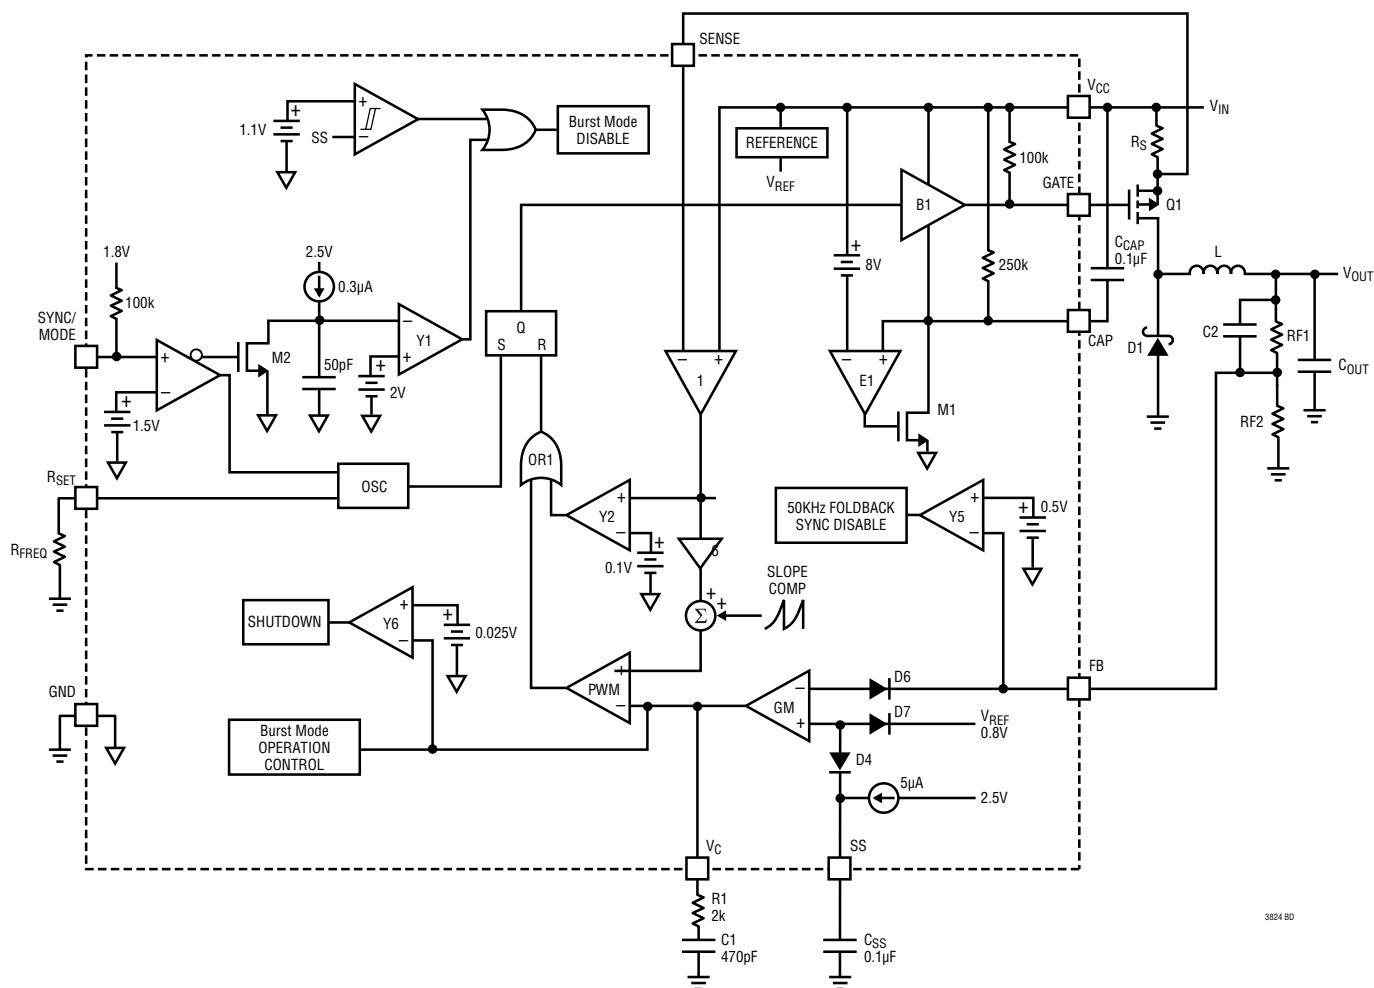 SENSE
VCC
VIN
1.1V
+
SS
+
−
Burst Mode
DISABLE
REFERENCE
VREF
100k
RS
GATE
B1
Q1
8V
+
250k
CCAP
0.1µF
L
VOUT
1.8V
100k
2.5V
0.3µA
SYNC/
MODE
+
−
M2
50pF
−
+
Y1
+
2V
+
1.5V
Q
S
R
−
+
1
−
+
E1
M1
CAP
D1
C2
RF1
COUT
RF2
RSET
OSC
OR1
Y2
+
−
+
0.1V
6
50KHz FOLDBACK
SYNC DISABLE
Y5
+
−
+
0.5V
RFREQ
SLOPE
COMP
+
+
Σ
SHUTDOWN
Y6
+
−
+
0.025V
GND
PWM
+
−
GM
−
+
D6
D7
FB
VREF
0.8V
Burst Mode
OPERATION
CONTROL
D4
5µA
2.5V
VC
SS
R1
2k
C1
470pF
CSS
0.1µF
3824 BD